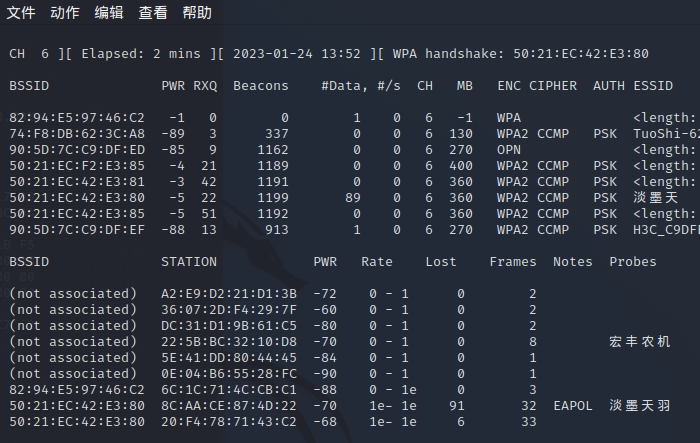 文件 动作 编辑 查看 帮助
CH 6 ][ Elapsed: 2 mins ][ 2023-01-24 13:52 ][ WPA handshake: 50:21:EC:42:E3:80
BSSID PWR RXQ Beacons #Data, #/s CH MB ENC CIPHER AUTH ESSID
82:94:E5:97:46:C2 -1 0 0 1 0 6 -1 WPA <length:
74:F8:DB:62:3C:A8 -89 3 337 0 0 6 130 WPA2 CCMP PSK TuoShi-62
90:5D:7C:C9:DF:ED -85 9 1162 0 0 6 270 OPN <length:
50:21:EC:F2:E3:85 -4 21 1189 0 0 6 400 WPA2 CCMP PSK <length:
50:21:EC:42:E3:81 -3 42 1191 0 0 6 360 WPA2 CCMP PSK <length:
50:21:EC:42:E3:80 -5 22 1199 89 0 6 360 WPA2 CCMP PSK 淡墨天
50:21:EC:42:E3:85 -5 51 1192 0 0 6 360 WPA2 CCMP PSK <length:
90:5D:7C:C9:DF:EF -88 13 913 1 0 6 270 WPA2 CCMP PSK H3C_C9DF
BSSID STATION PWR Rate Lost Frames Notes Probes
(not associated) A2:E9:D2:21:D1:3B -72 0 - 1 0 2
(not associated) 36:07:2D:F4:29:7F -60 0 - 1 0 2
(not associated) DC:31:D1:9B:61:C5 -80 0 - 1 0 2
(not associated) 22:5B:BC:32:10:D8 -70 0 - 1 0 8 宏丰农机
(not associated) 5E:41:DD:80:44:45 -84 0 - 1 0 1
(not associated) 0E:04:B6:55:28:FC -90 0 - 1 0 1
82:94:E5:97:46:C2 6C:1C:71:4C:CB:C1 -88 0 - 1e 0 3
50:21:EC:42:E3:80 8C:AA:CE:87:4D:22 -70 1e- 1e 91 32 EAPOL 淡墨天羽
50:21:EC:42:E3:80 20:F4:78:71:43:C2 -68 1e- 1e 6 33